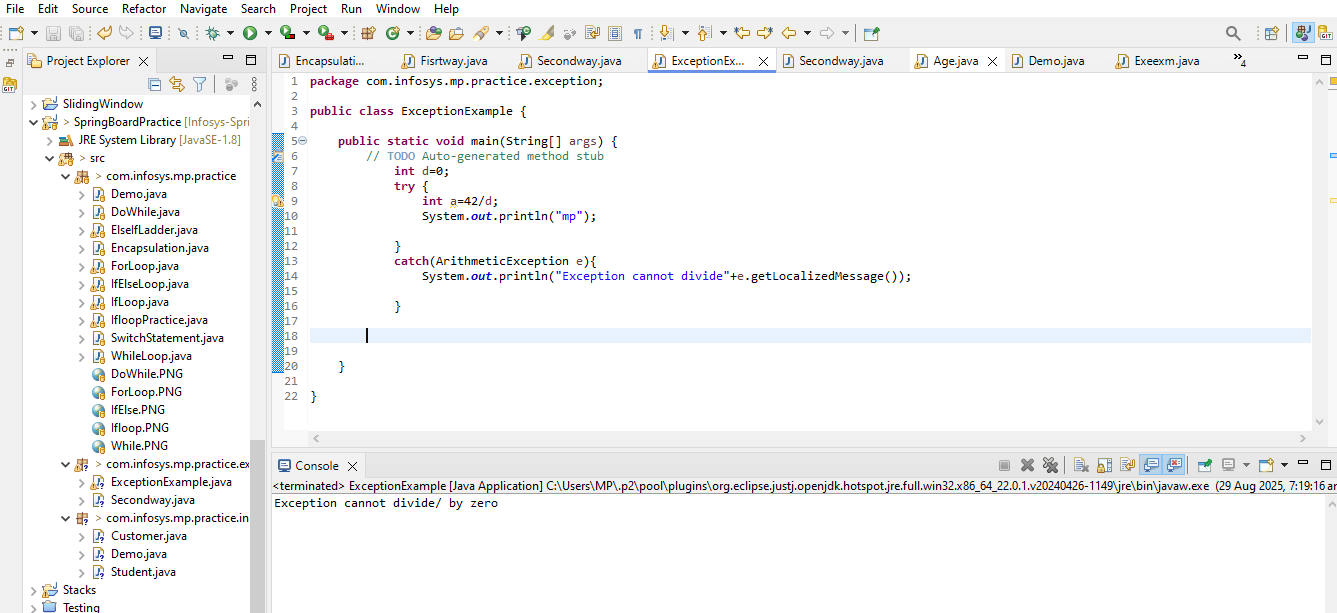 File Edit Source Refactor Navigate Search Project Run Window Help
Project Explorer
Encapsulati...
Fisrtway.java
Secondway.java
ExceptionEx...
Secondway.java
Age.java
Demo.java
Exeexm.java
4
SlidingWindow
> SpringBoardPractice [Infosys-Spri
JRE System Library [JavaSE-1.8]
> src
> com.infosys.mp.practice
Demo.java
DoWhile.java
ElseIfLadder.java
Encapsulation.java
ForLoop.java
IfElseLoop.java
IfLoop.java
IfloopPractice.java
SwitchStatement.java
WhileLoop.java
DoWhile.PNG
ForLoop.PNG
IfElse.PNG
Ifloop.PNG
While.PNG
> com.infosys.mp.practice.ex
ExceptionExample.java
Secondway.java
> com.infosys.mp.practice.in
Customer.java
Demo.java
Student.java
Stacks
Testing
1 package com.infosys.mp.practice.exception;
2
3 public class ExceptionExample {
4
5 public static void main(String[] args) {
6 // TODO Auto-generated method stub
7 int d=0;
8 try {
9 int a=42/d;
10 System.out.println("mp");
11
12 }
13 catch(ArithmeticException e){
14 System.out.println("Exception cannot divide"+e.getLocalizedMessage());
15
16 }
17
18
19
20 }
21
22 }
Console
<terminated> ExceptionExample [Java Application] C:\Users\MP\.p2\pool\plugins\org.eclipse.justj.openjdk.hotspot.jre.full.win32.x86_64_22.0.1.v20240426-1149\jre\bin\javaw.exe (29 Aug 2025, 7:19:16 am
Exception cannot divide/ by zero